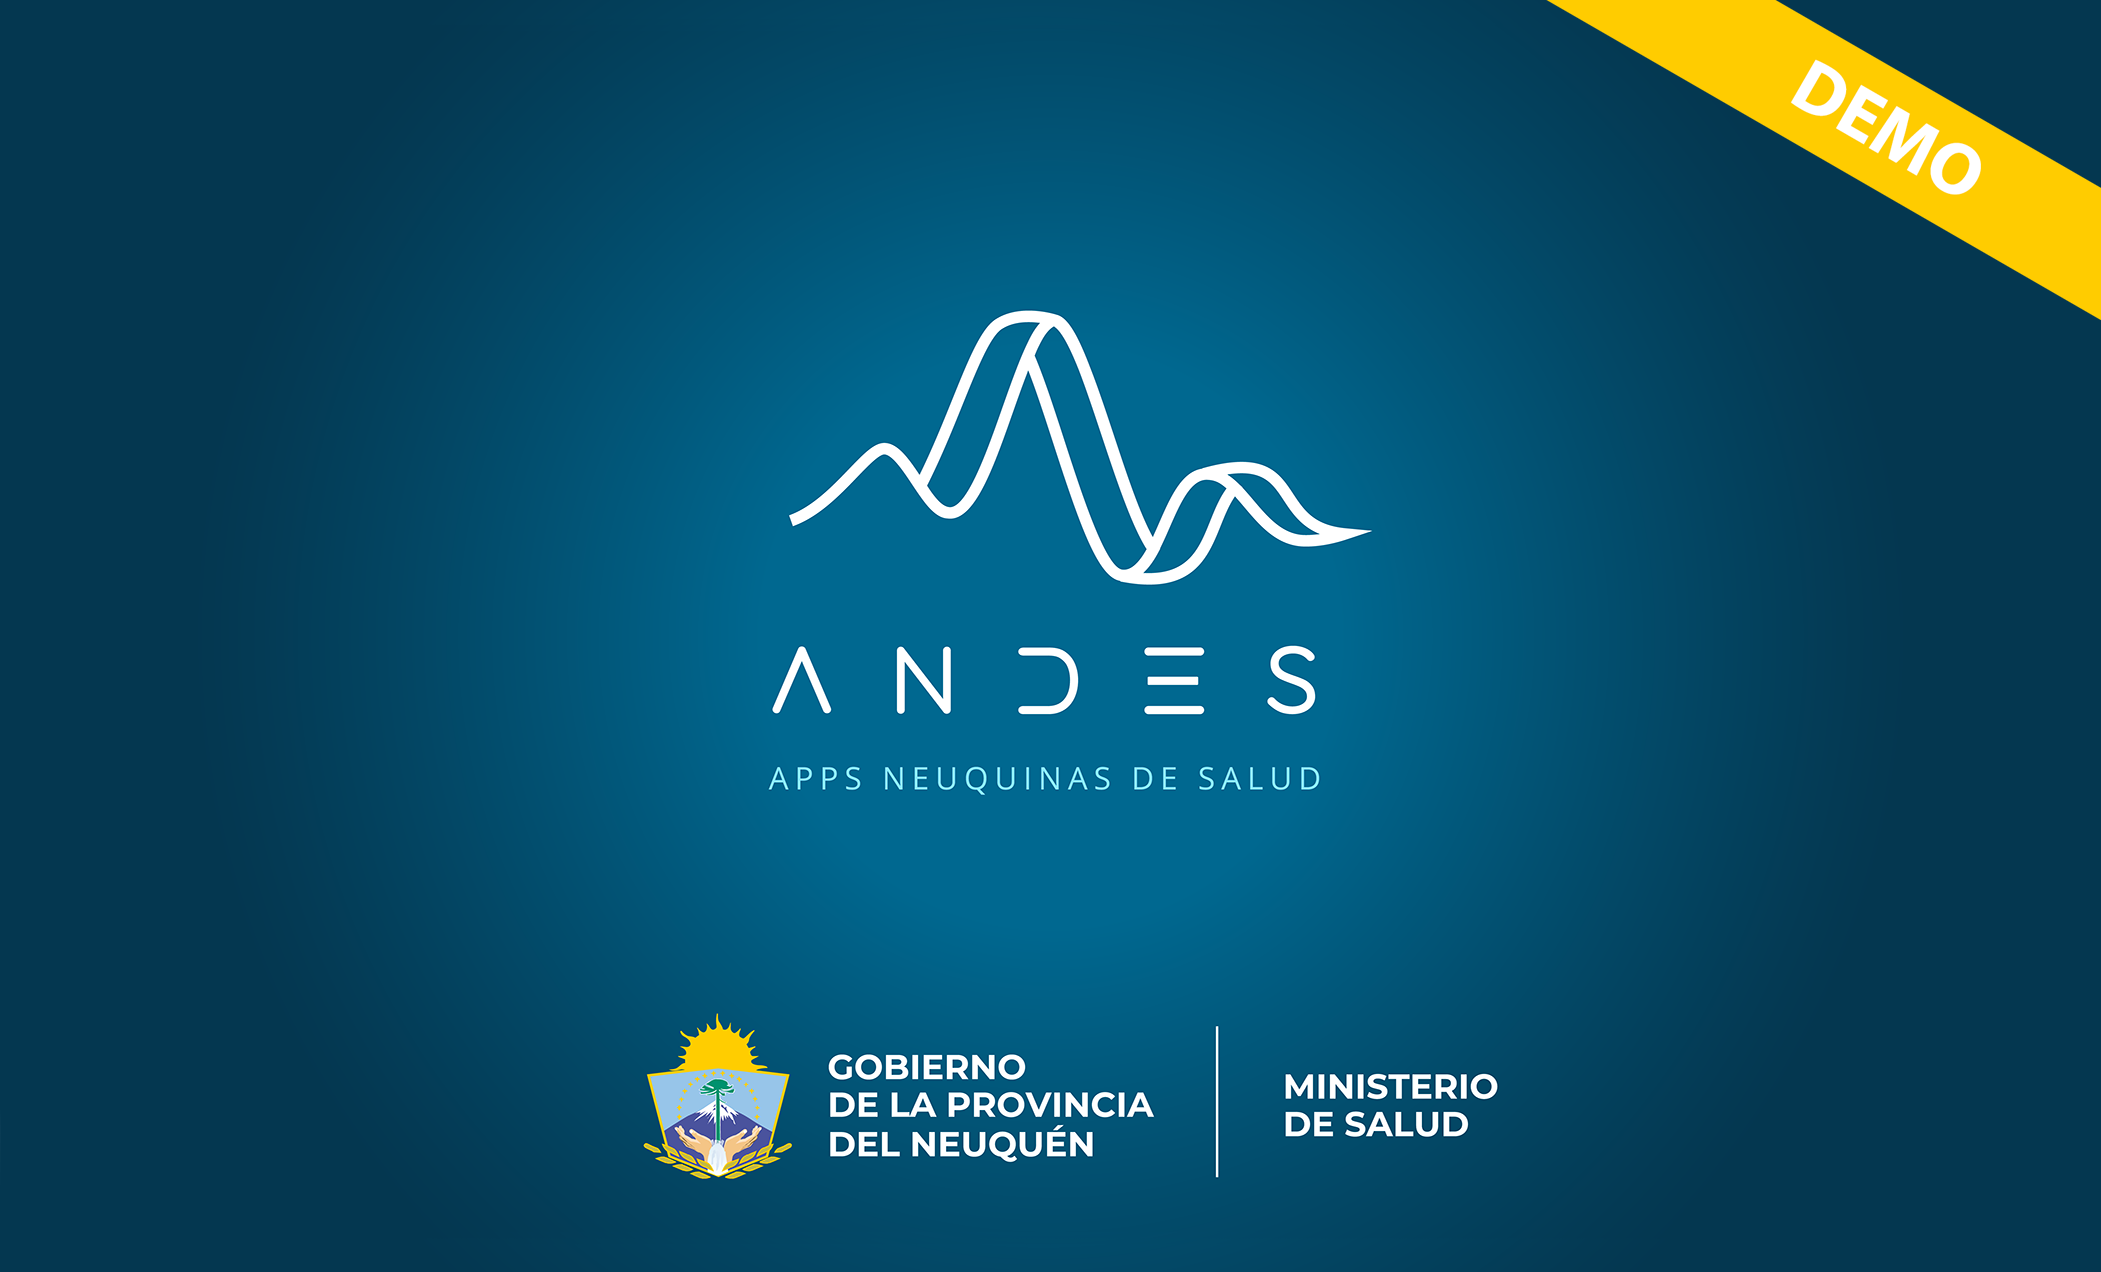 DEMO
ANDES
APPS NEUQUINAS DE SALUD
GOBIERNO
DE LA PROVINCIA
DEL NEUQUÉN
MINISTERIO
DE SALUD